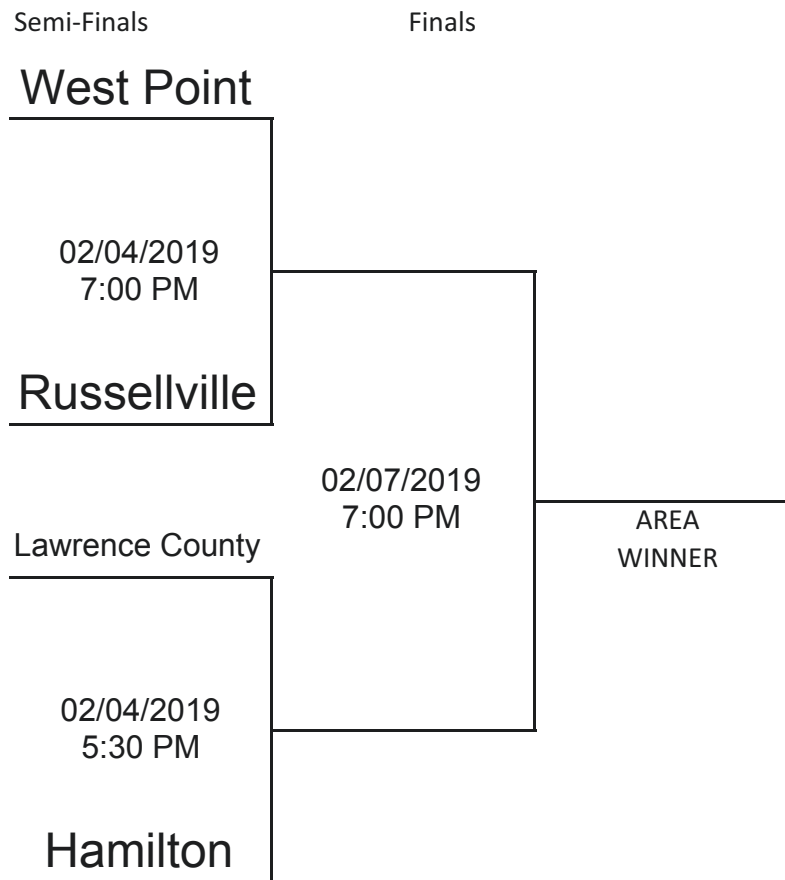 Semi-Finals
Finals
West Point
02/04/2019
7:00 PM
Russellville
02/07/2019
7:00 PM
AREA
WINNER
Lawrence County
02/04/2019
5:30 PM
Hamilton